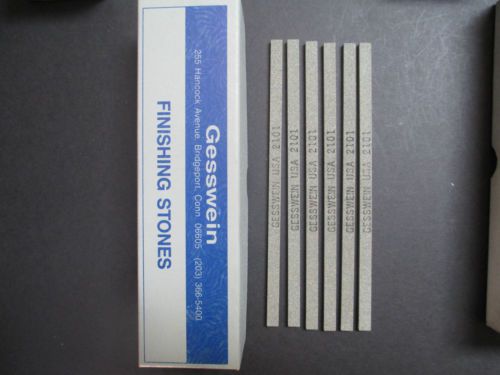 Gesswein
255 Hancock Avenue, Bridgeport, Conn. 06605 (203) 366-5400
FINISHING STONES
GESSWEIN USA 2101
GESSWEIN USA 2101
GESSWEIN USA 2101
GESSWEIN USA 2101
GESSWEIN USA 2101
GESSWEIN USA 2101